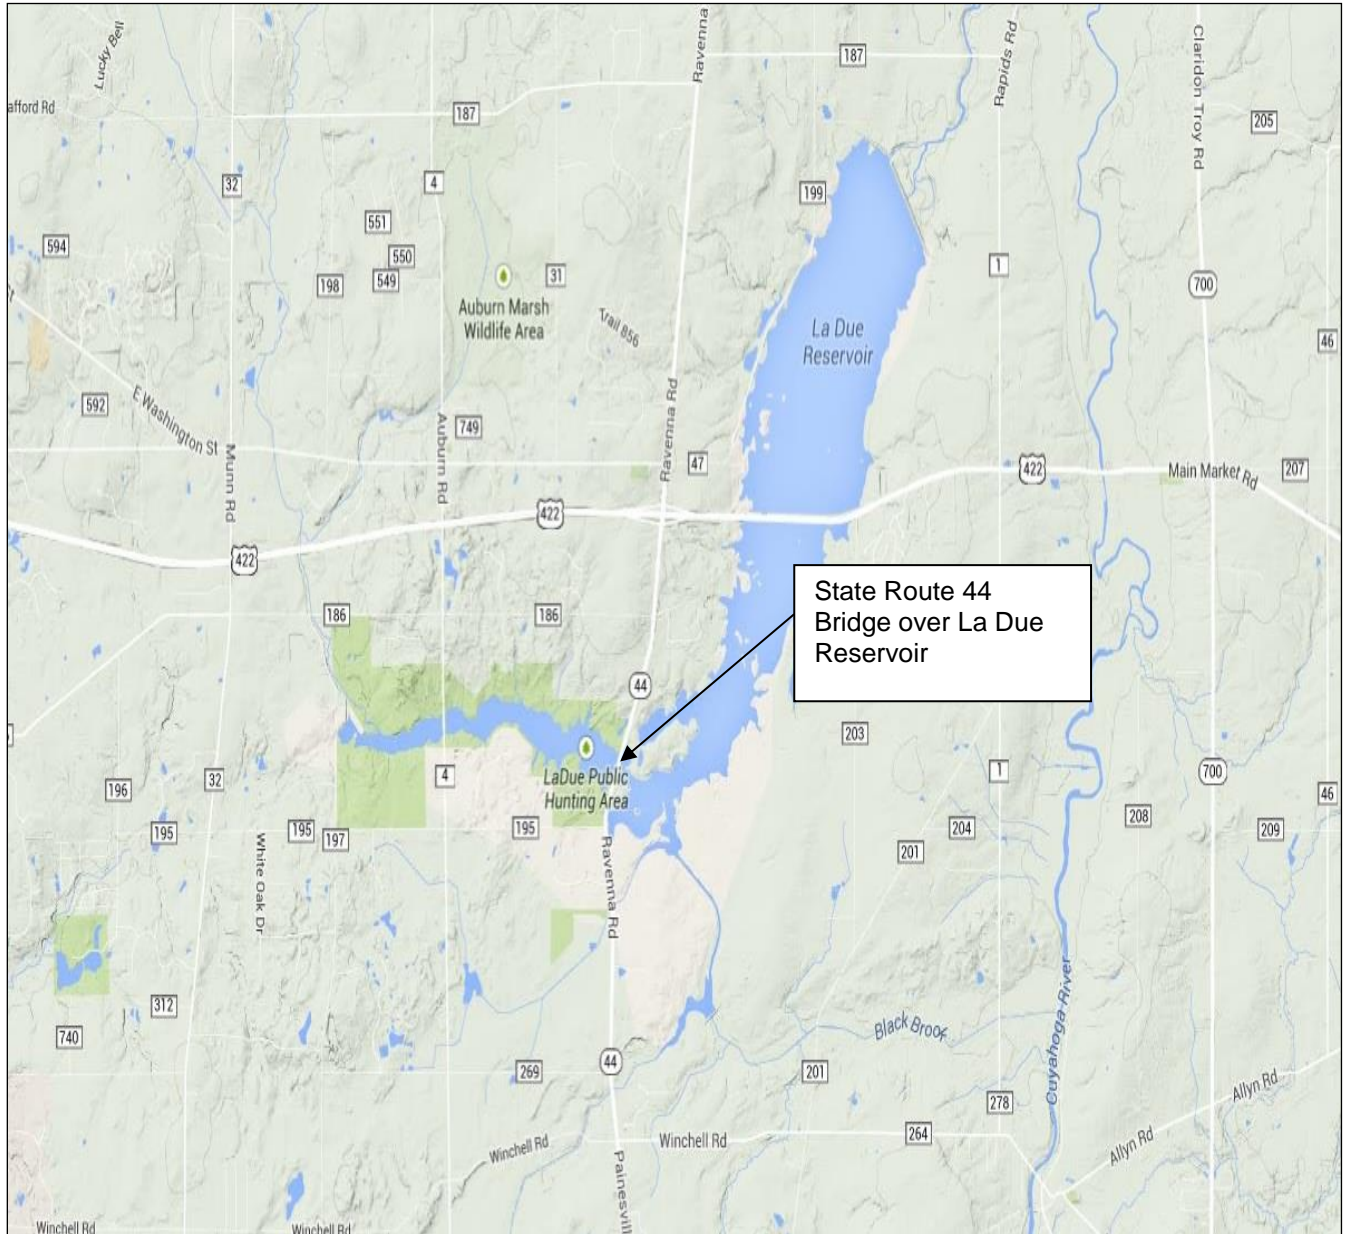 Lucky Bell
Ravenna
187
Rapids Rd
Claridon Troy Rd
afford Rd
187
205
32
4
199
551
594
550
549
198
31
1
700
Auburn Marsh
Wildlife Area
Trail 856
La Due
Reservoir
46
592
E Washington St
Munn Rd
Auburn Rd
749
Ravenna Rd
47
422
Main Market Rd
207
422
422
State Route 44
Bridge over La Due
Reservoir
186
186
44
203
LaDue Public
Hunting Area
196
32
4
1
700
46
195
195
197
White Oak Dr
195
Ravenna Rd
201
204
208
209
312
740
Black Brook
Cuyahoga River
44
269
201
278
Allyn Rd
Winchell Rd
Winchell Rd
264
Allyn Rd
Painesvill
Winchell Rd
Winchell Rd